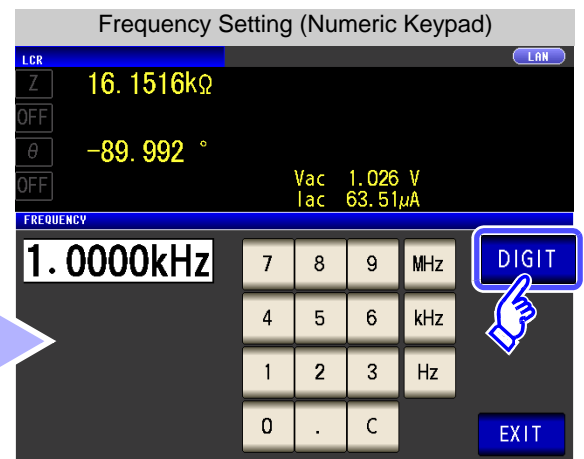 Frequency Setting (Numeric Keypad)
LCR
LAN
Z 16.1516kΩ
OFF
θ -89.992 °
OFF
Vac 1.026 V
Iac 63.51μA
FREQUENCY
1.0000kHz
7 8 9 MHz
DIGIT
4 5 6 kHz
1 2 3 Hz
0 . C
EXIT